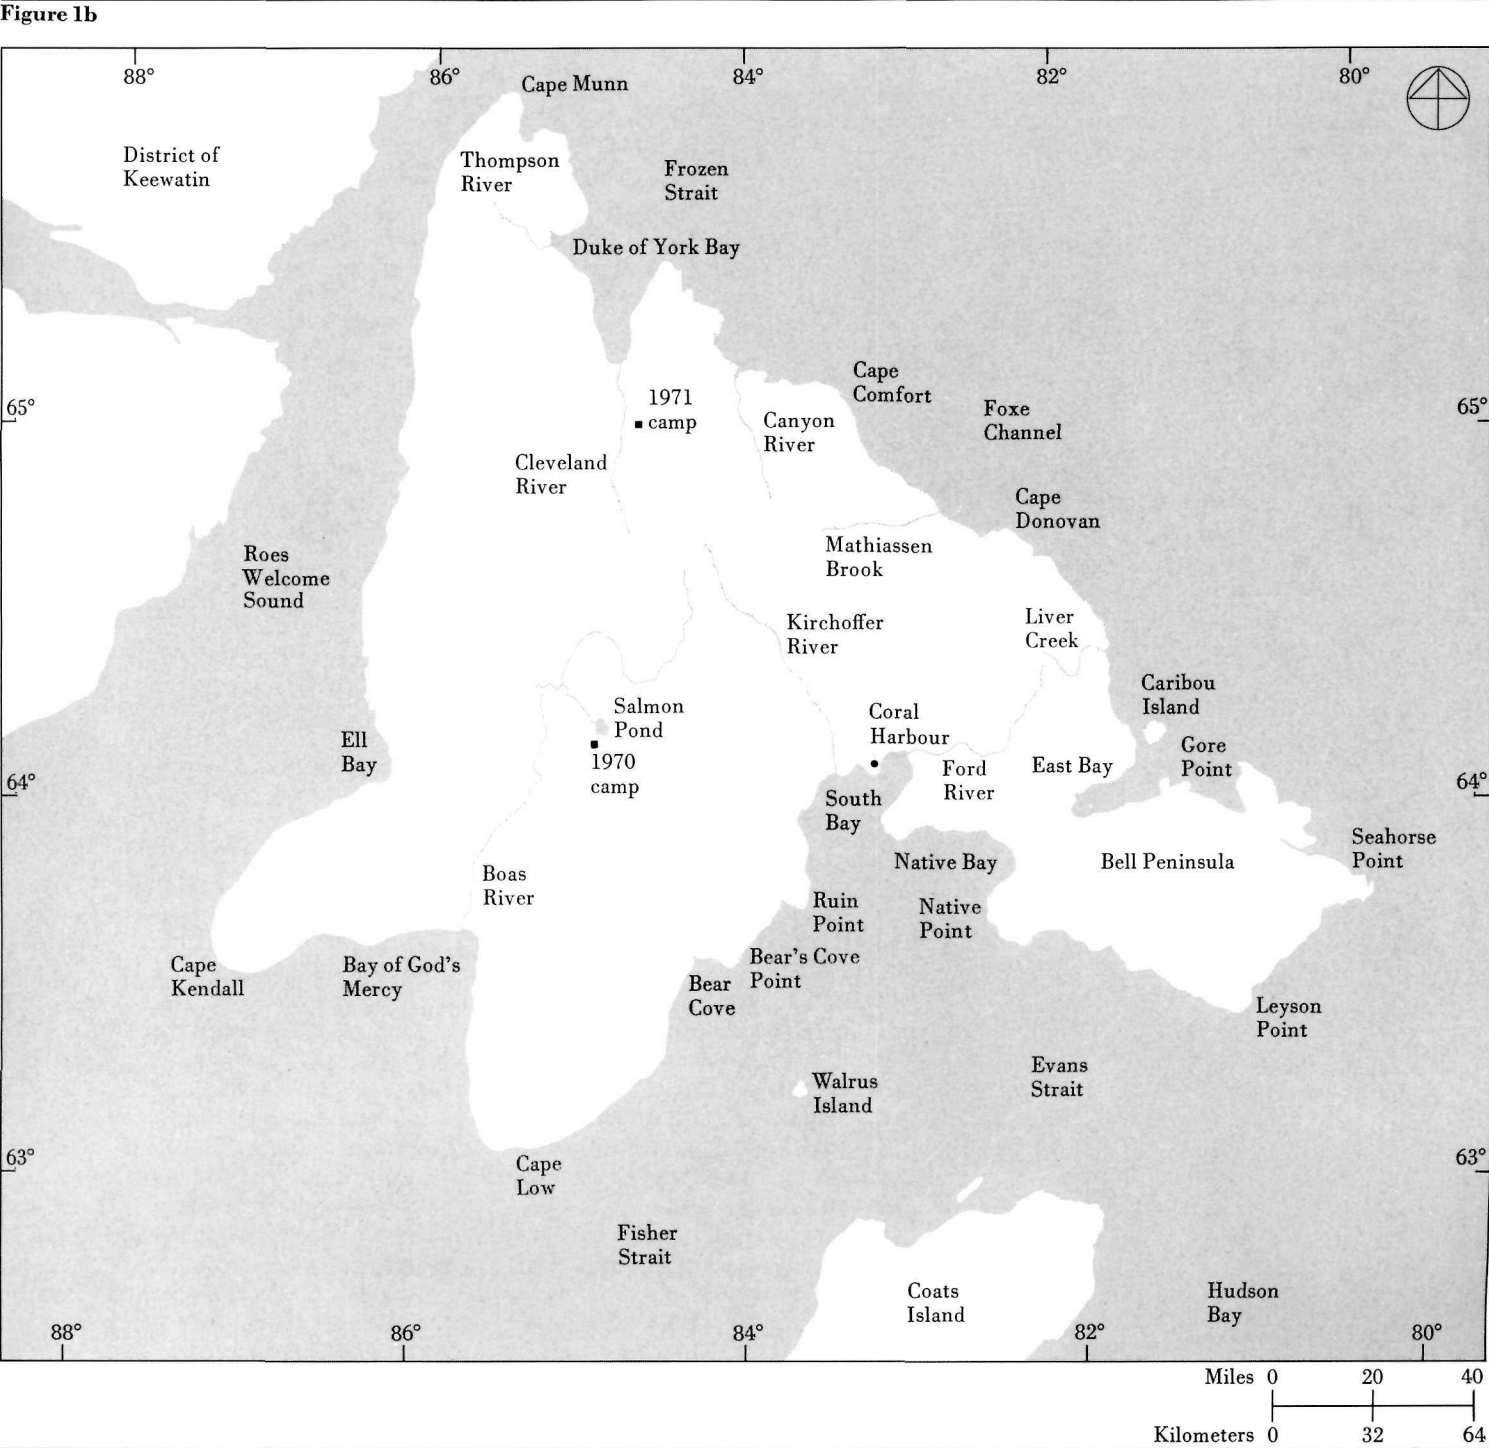 Figure 1b
88°
86°
84°
82°
80°
Cape Munn
District of
Keewatin
Thompson
River
Frozen
Strait
Duke of York Bay
Cape
Comfort
1971
camp
65°
65°
Foxe
Channel
Canyon
River
Cleveland
River
Cape
Donovan
Roes
Welcome
Sound
Mathiassen
Brook
Kirchoffer
River
Liver
Creek
Caribou
Island
Salmon
Pond
Coral
Harbour
Ell
Bay
Gore
Point
1970
camp
Ford
River
East Bay
64°
64°
South
Bay
Seahorse
Point
Native Bay
Bell Peninsula
Boas
River
Ruin
Point
Native
Point
Cape
Kendall
Bay of God's
Mercy
Bear's Cove
Point
Bear
Cove
Leyson
Point
Walrus
Island
Evans
Strait
63°
63°
Cape
Low
Fisher
Strait
Coats
Island
Hudson
Bay
88°
86°
84°
82°
80°
Miles 0 20 40
Kilometers 0 32 64